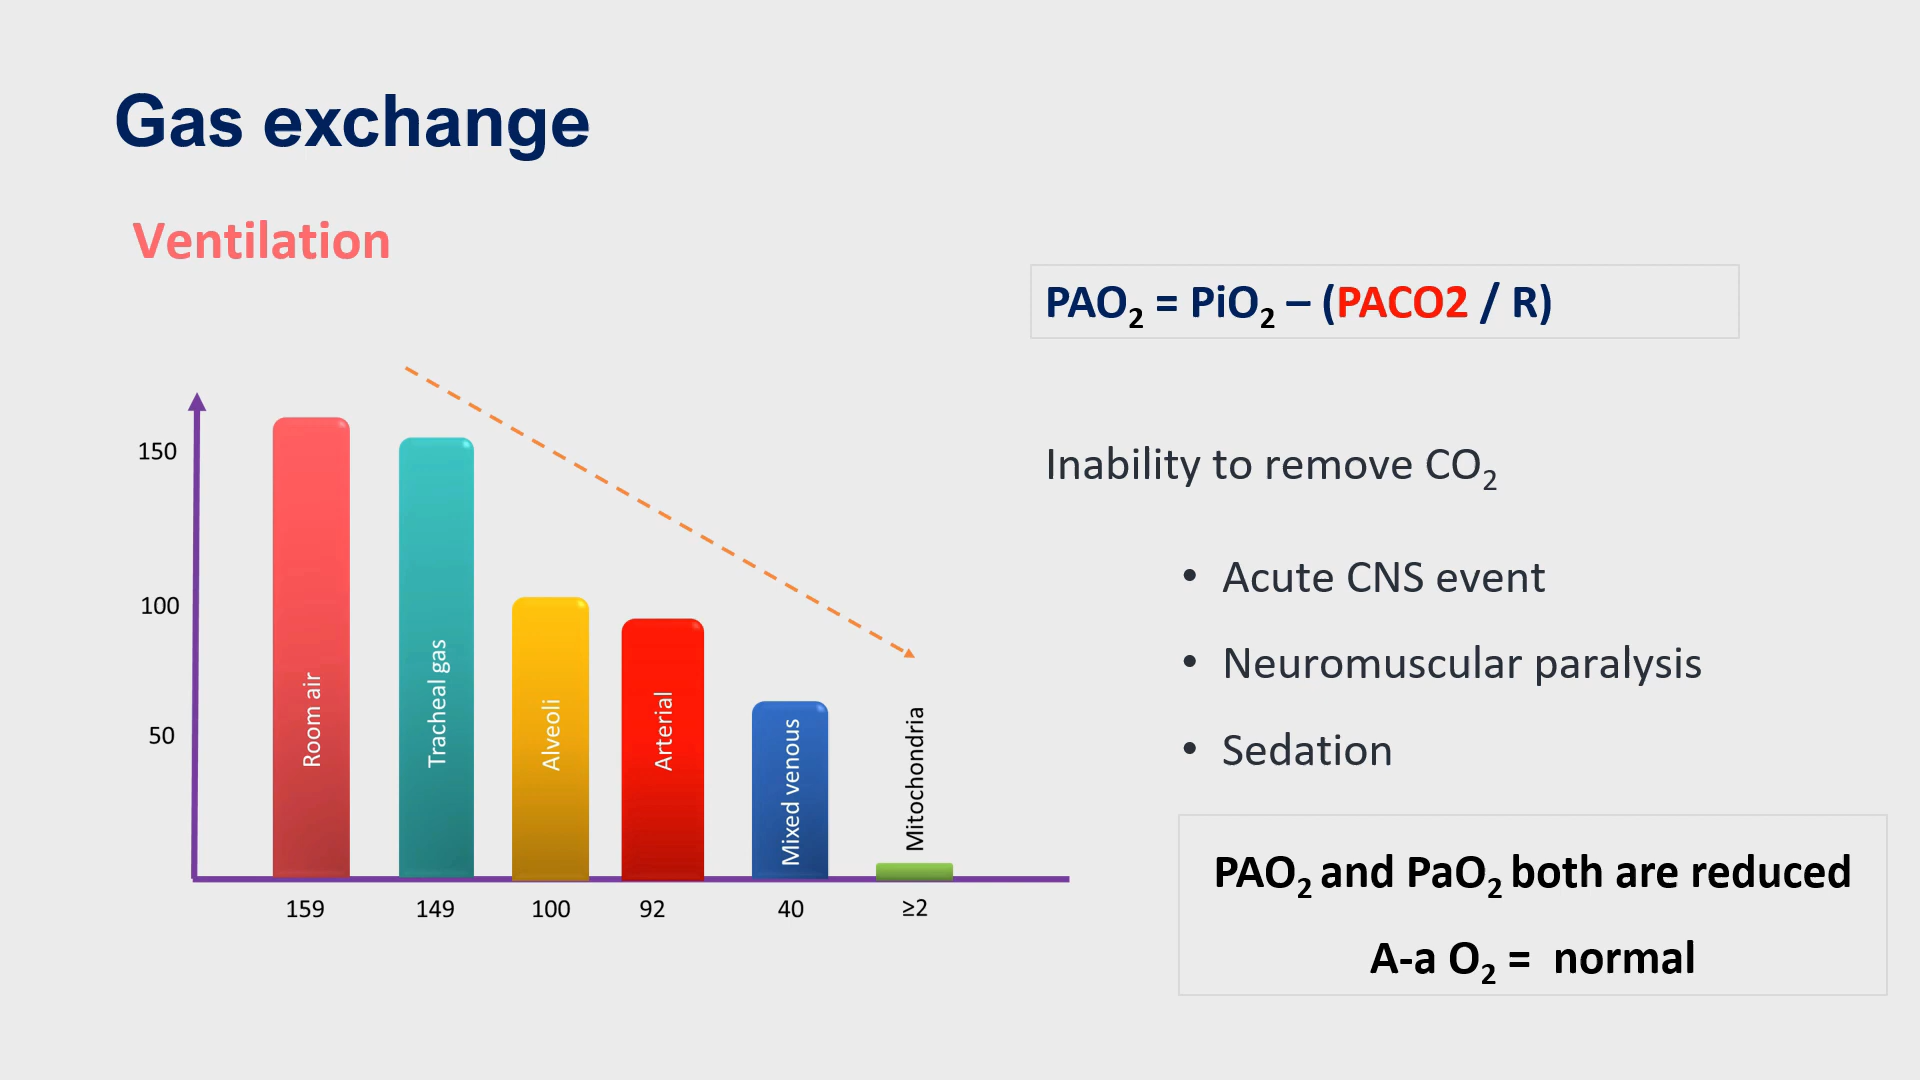 Gas exchange
Ventilation
PAO₂ = PiO₂ – (PACO2 / R)
150
100
50
Room air
Tracheal gas
Alveoli
Arterial
Mixed venous
Mitochondria
159
149
100
92
40
≥2
Inability to remove CO₂
• Acute CNS event
• Neuromuscular paralysis
• Sedation
PAO₂ and PaO₂ both are reduced
A-a O₂ = normal